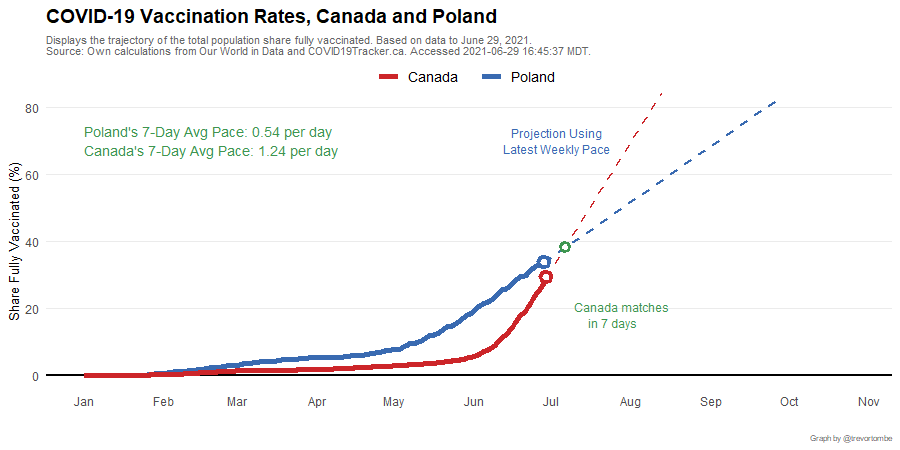 COVID-19 Vaccination Rates, Canada and Poland
Displays the trajectory of the total population share fully vaccinated. Based on data to June 29, 2021.
Source: Own calculations from Our World in Data and COVID19Tracker.ca. Accessed 2021-06-29 16:45:37 MDT.
Canada Poland
80
Poland's 7-Day Avg Pace: 0.54 per day
Canada's 7-Day Avg Pace: 1.24 per day
Projection Using
Latest Weekly Pace
60
40
20
0
Share Fully Vaccinated (%)
Canada matches
in 7 days
Jan Feb Mar Apr May Jun Jul Aug Sep Oct Nov
Graph by @trevortombe